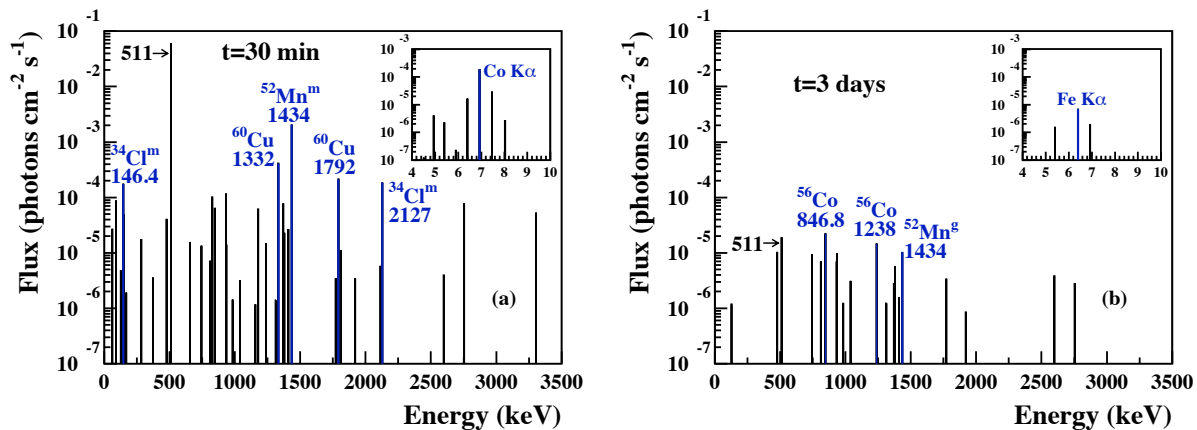 Flux (photons cm-2 s-1)
10-1
10-2
10-3
10-4
10-5
10-6
10-7
511→
t=30 min
34Clm
146.4
60Cu
1332
52Mnm
1434
60Cu
1792
34Clm
2127
10-3
10-4
10-5
10-6
10-7
Co Kα
4 5 6 7 8 9 10
(a)
0 500 1000 1500 2000 2500 3000 3500
Energy (keV)
Flux (photons cm-2 s-1)
10-1
10-2
10-3
10-4
10-5
10-6
10-7
t=3 days
511→
56Co
846.8
56Co
1238
52Mng
1434
10-3
10-4
10-5
10-6
10-7
Fe Kα
4 5 6 7 8 9 10
(b)
0 500 1000 1500 2000 2500 3000 3500
Energy (keV)